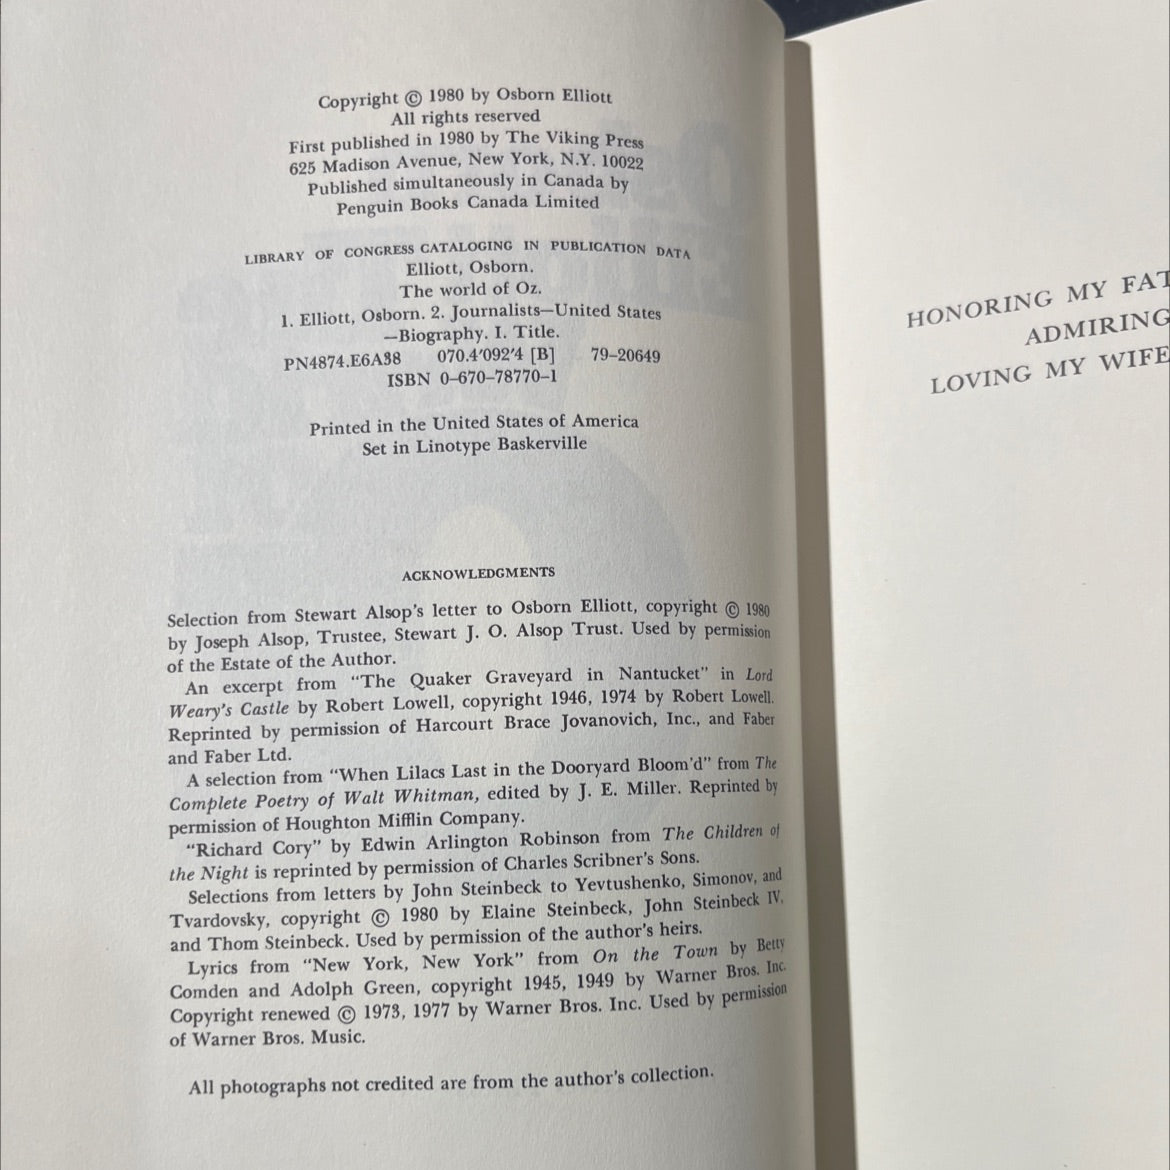 Copyright © 1980 by Osborn Elliott
All rights reserved
First published in 1980 by The Viking Press
625 Madison Avenue, New York, N.Y. 10022
Published simultaneously in Canada by
Penguin Books Canada Limited
LIBRARY OF CONGRESS CATALOGING IN PUBLICATION DATA
Elliott, Osborn.
The world of Oz.
1. Elliott, Osborn. 2. Journalists—United States
—Biography. I. Title.
PN4874.E6A38 070.4'092'4 [B] 79–20649
ISBN 0–670–78770–1
Printed in the United States of America
Set in Linotype Baskerville
ACKNOWLEDGMENTS
Selection from Stewart Alsop's letter to Osborn Elliott, copyright © 1980
by Joseph Alsop, Trustee, Stewart J. O. Alsop Trust. Used by permission
of the Estate of the Author.
An excerpt from “The Quaker Graveyard in Nantucket” in Lord
Weary's Castle by Robert Lowell, copyright 1946, 1974 by Robert Lowell.
Reprinted by permission of Harcourt Brace Jovanovich, Inc., and Faber
and Faber Ltd.
A selection from “When Lilacs Last in the Dooryard Bloom'd” from The
Complete Poetry of Walt Whitman, edited by J. E. Miller. Reprinted by
permission of Houghton Mifflin Company.
“Richard Cory” by Edwin Arlington Robinson from The Children of
the Night is reprinted by permission of Charles Scribner's Sons.
Selections from letters by John Steinbeck to Yevtushenko, Simonov, and
Tvardovsky, copyright © 1980 by Elaine Steinbeck, John Steinbeck IV,
and Thom Steinbeck. Used by permission of the author's heirs.
Lyrics from “New York, New York” from On the Town by Betty
Comden and Adolph Green, copyright 1945, 1949 by Warner Bros. Inc.
Copyright renewed © 1973, 1977 by Warner Bros. Inc. Used by permission
of Warner Bros. Music.
All photographs not credited are from the author's collection.
HONORING MY FAT
ADMIRING
LOVING MY WIFE